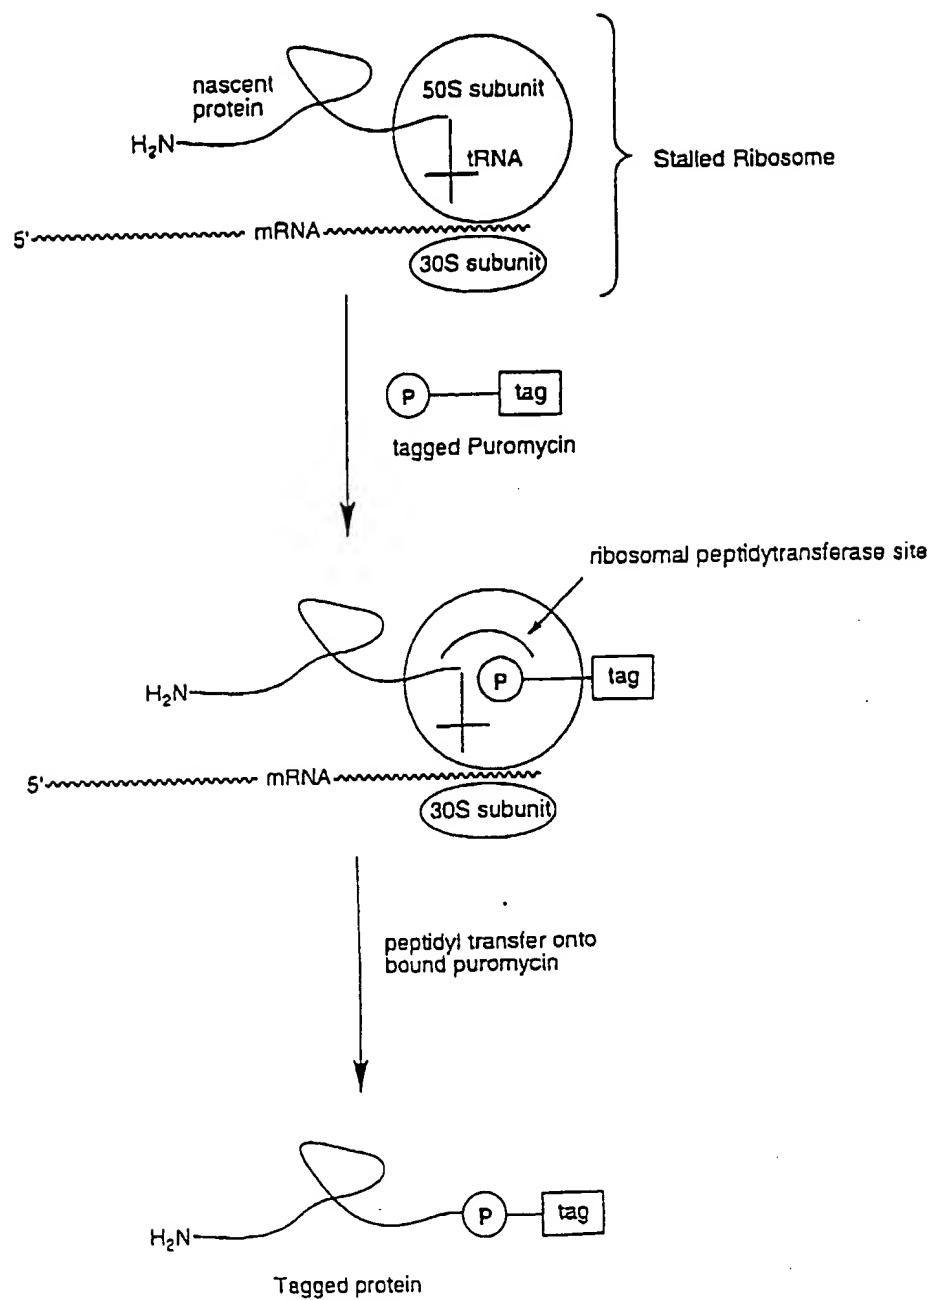 nascent
protein
H₂N
50S subunit
tRNA
Stalled Ribosome
5' mRNA
30S subunit
P tag
tagged Puromycin
ribosomal peptidytransferase site
H₂N
P tag
5' mRNA
30S subunit
peptidyl transfer onto
bound puromycin
H₂N P tag
Tagged protein